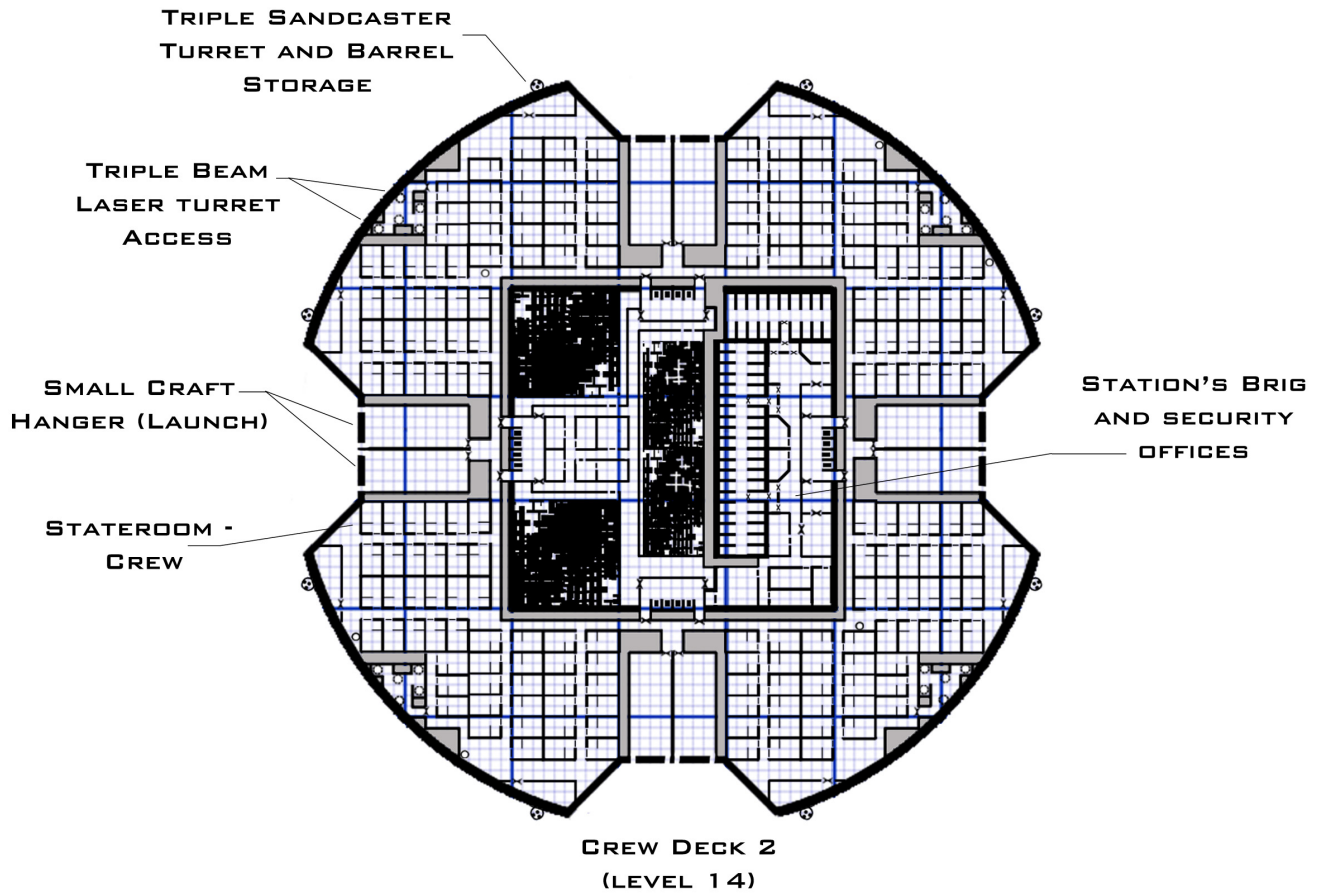 Triple Sandcaster
Turret and Barrel
Storage
Triple Beam
Laser turret
Access
Small Craft
Hanger (Launch)
Station's Brig
and security
offices
Stateroom -
Crew
Crew Deck 2
(level 14)